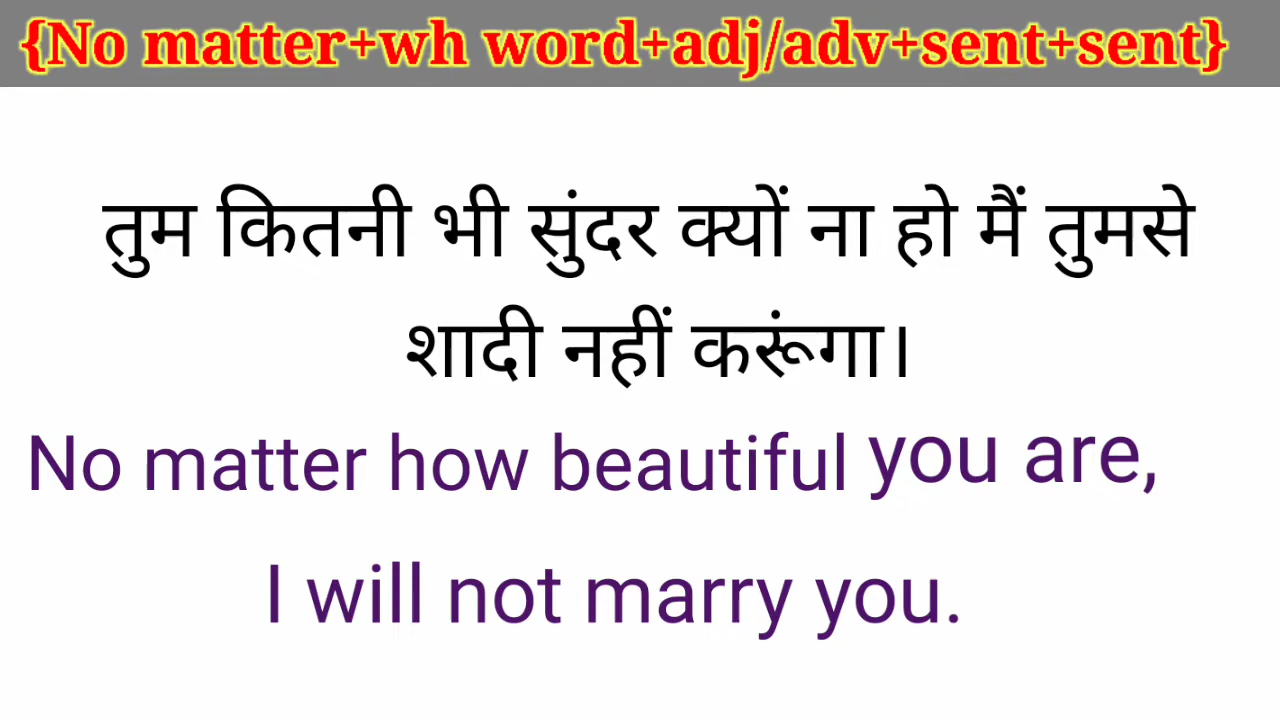 {No matter+wh word+adj/adv+sent+sent}
तुम कितनी भी सुंदर क्यों ना हो मैं तुमसे
शादी नहीं करूंगा।
No matter how beautiful you are,
I will not marry you.